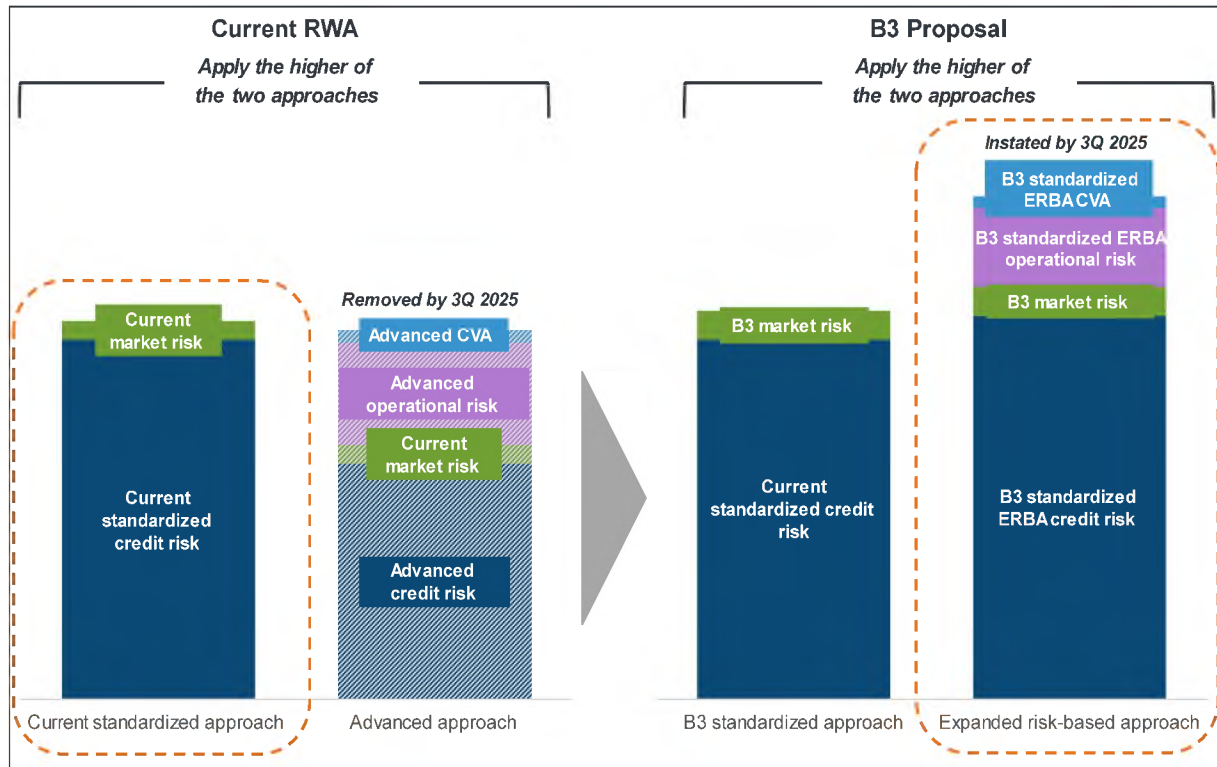 Current RWA
Apply the higher of
the two approaches
Current
market risk
Current
standardized
credit risk
Current standardized approach
Removed by 3Q 2025
Advanced CVA
Advanced
operational risk
Current
market risk
Advanced
credit risk
Advanced approach
B3 Proposal
Apply the higher of
the two approaches
B3 market risk
Current
standardized credit
risk
B3 standardized approach
Instated by 3Q 2025
B3 standardized
ERBA CVA
B3 standardized ERBA
operational risk
B3 market risk
B3 standardized
ERBA credit risk
Expanded risk-based approach